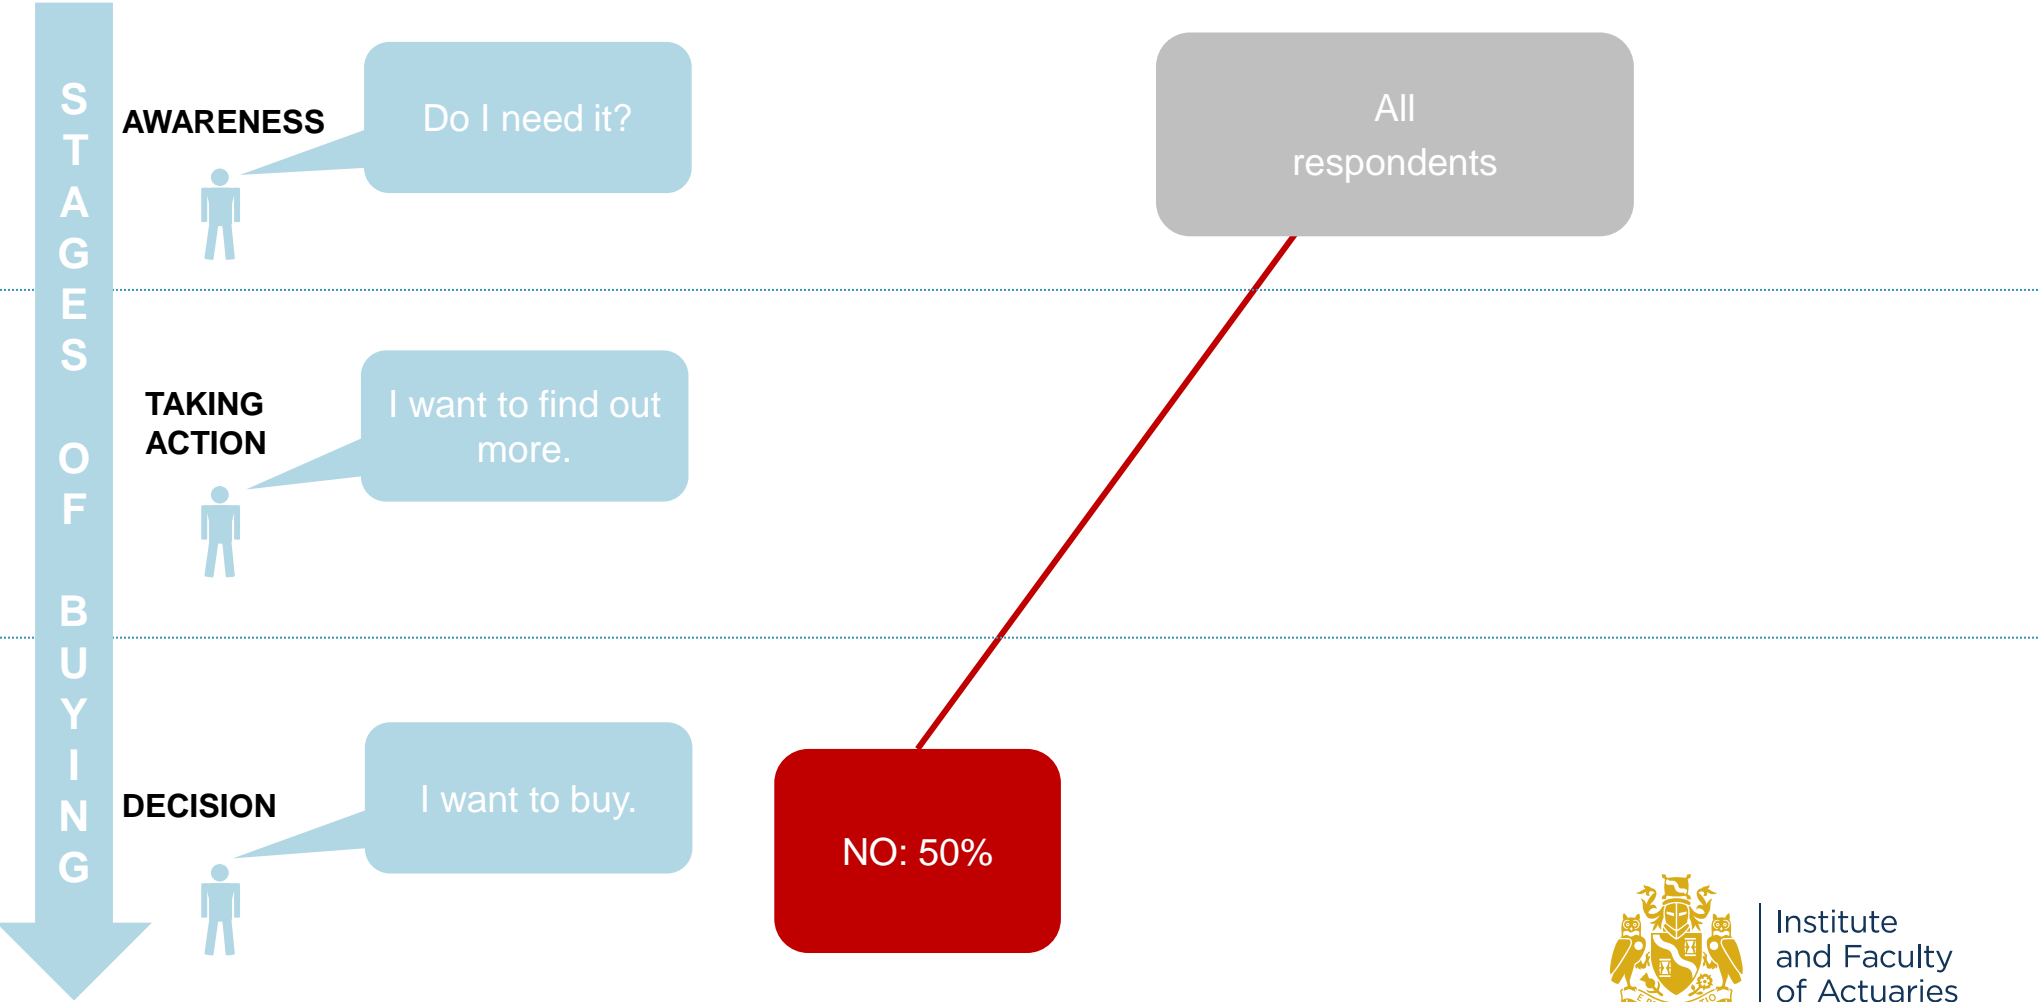 STAGES OF BUYING
AWARENESS
Do I need it?
All
respondents
TAKING
ACTION
I want to find out
more.
DECISION
I want to buy.
NO: 50%
Institute
and Faculty
of Actuaries